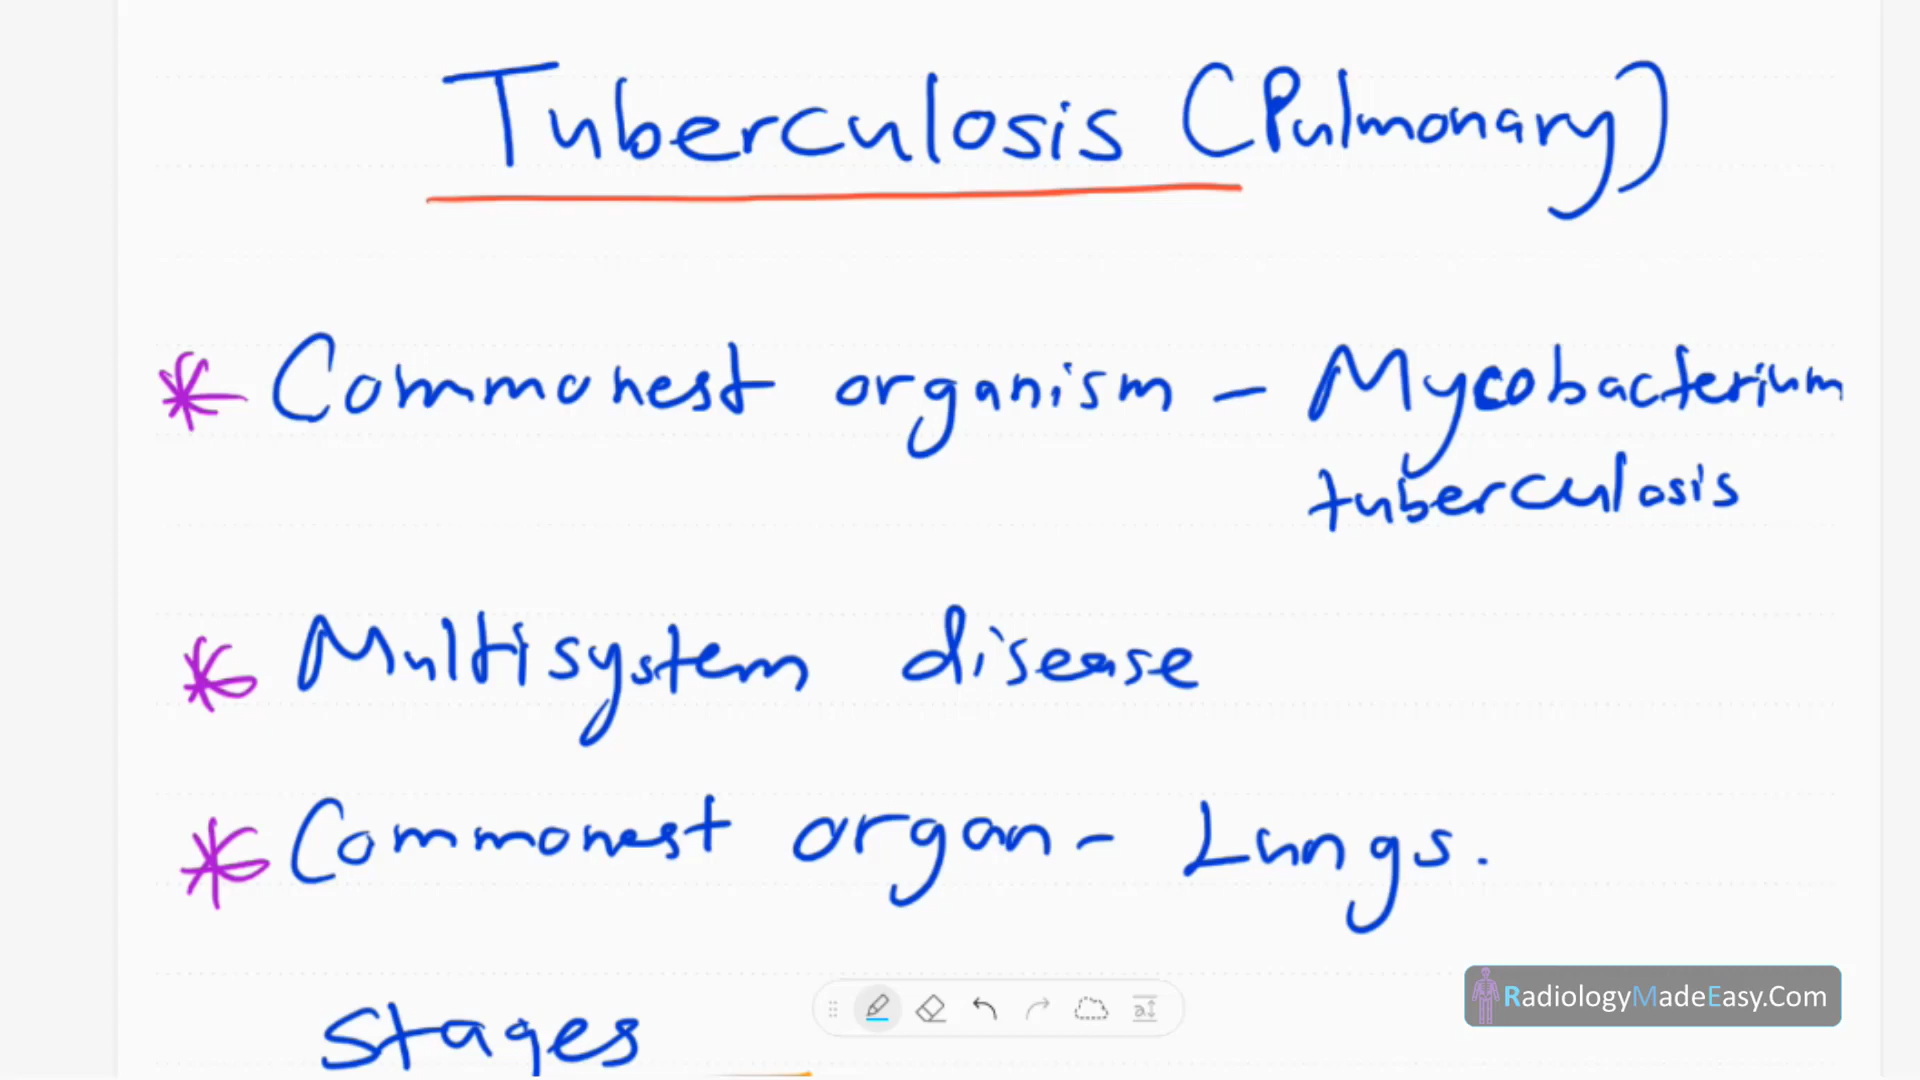 Tuberculosis (Pulmonary)
* Commonest organism - Mycobacterium
tuberculosis
* Multisystem disease
* Commonest organ - Lungs.
stages
RadiologyMadeEasy.Com